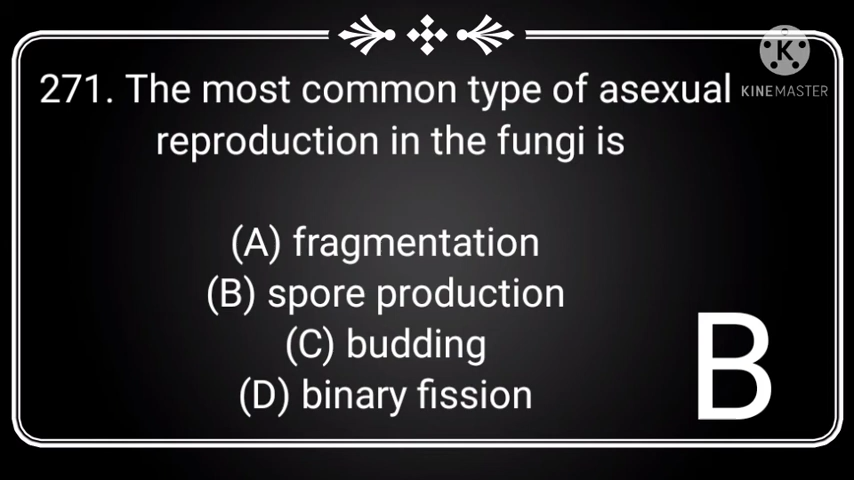 271. The most common type of asexual
reproduction in the fungi is
(A) fragmentation
(B) spore production
(C) budding
(D) binary fission
B
K
KINEMASTER